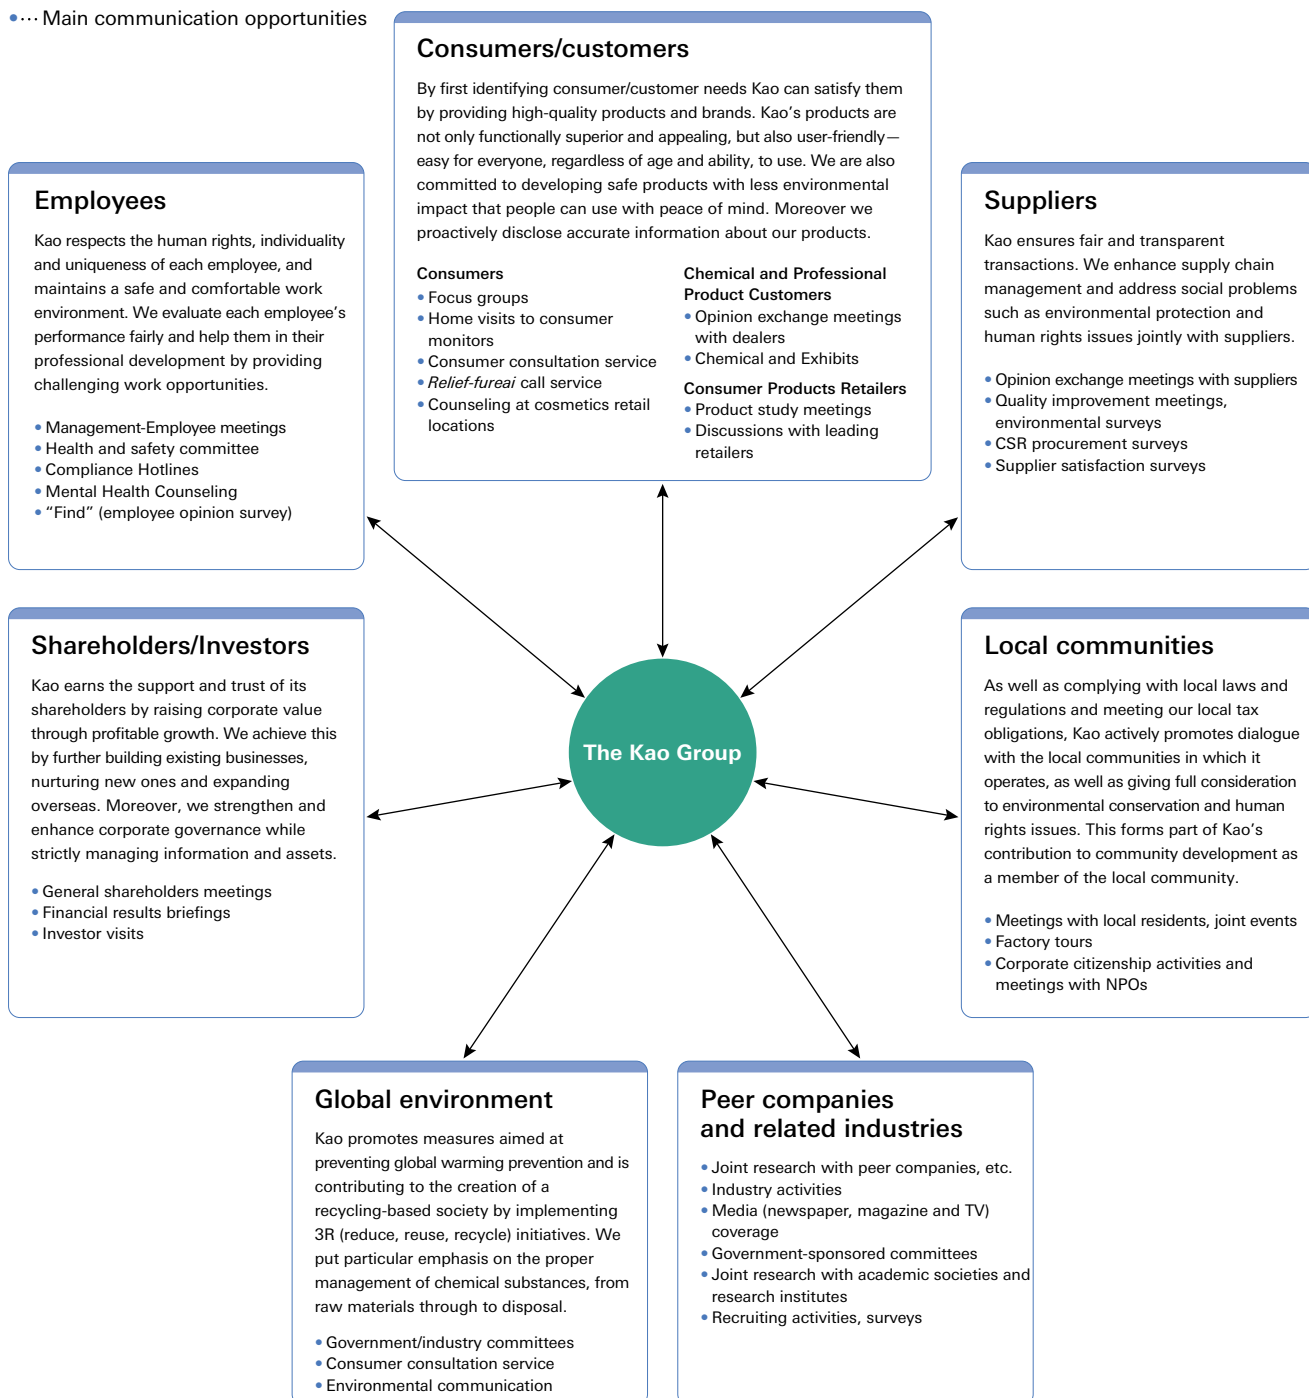 •… Main communication opportunities
Consumers/customers
By first identifying consumer/customer needs Kao can satisfy them
by providing high-quality products and brands. Kao’s products are
not only functionally superior and appealing, but also user-friendly—
easy for everyone, regardless of age and ability, to use. We are also
committed to developing safe products with less environmental
impact that people can use with peace of mind. Moreover we
proactively disclose accurate information about our products.
Consumers
• Focus groups
• Home visits to consumer
monitors
• Consumer consultation service
• Relief-fureai call service
• Counseling at cosmetics retail
locations
Chemical and Professional
Product Customers
• Opinion exchange meetings
with dealers
• Chemical and Exhibits
Consumer Products Retailers
• Product study meetings
• Discussions with leading
retailers
Employees
Kao respects the human rights, individuality
and uniqueness of each employee, and
maintains a safe and comfortable work
environment. We evaluate each employee’s
performance fairly and help them in their
professional development by providing
challenging work opportunities.
• Management-Employee meetings
• Health and safety committee
• Compliance Hotlines
• Mental Health Counseling
• “Find” (employee opinion survey)
Suppliers
Kao ensures fair and transparent
transactions. We enhance supply chain
management and address social problems
such as environmental protection and
human rights issues jointly with suppliers.
• Opinion exchange meetings with suppliers
• Quality improvement meetings,
environmental surveys
• CSR procurement surveys
• Supplier satisfaction surveys
Shareholders/Investors
Kao earns the support and trust of its
shareholders by raising corporate value
through profitable growth. We achieve this
by further building existing businesses,
nurturing new ones and expanding
overseas. Moreover, we strengthen and
enhance corporate governance while
strictly managing information and assets.
• General shareholders meetings
• Financial results briefings
• Investor visits
The Kao Group
Local communities
As well as complying with local laws and
regulations and meeting our local tax
obligations, Kao actively promotes dialogue
with the local communities in which it
operates, as well as giving full consideration
to environmental conservation and human
rights issues. This forms part of Kao’s
contribution to community development as
a member of the local community.
• Meetings with local residents, joint events
• Factory tours
• Corporate citizenship activities and
meetings with NPOs
Global environment
Kao promotes measures aimed at
preventing global warming prevention and is
contributing to the creation of a
recycling-based society by implementing
3R (reduce, reuse, recycle) initiatives. We
put particular emphasis on the proper
management of chemical substances, from
raw materials through to disposal.
• Government/industry committees
• Consumer consultation service
• Environmental communication
Peer companies
and related industries
• Joint research with peer companies, etc.
• Industry activities
• Media (newspaper, magazine and TV)
coverage
• Government-sponsored committees
• Joint research with academic societies and
research institutes
• Recruiting activities, surveys